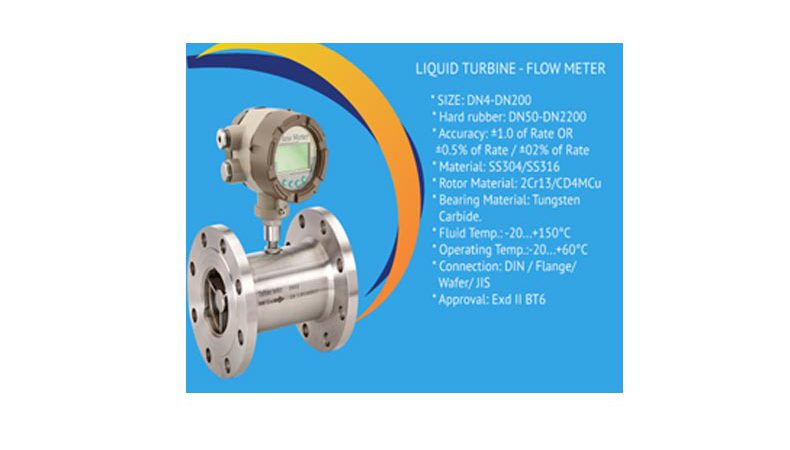 LIQUID TURBINE - FLOW METER
* SIZE: DN4-DN200
* Hard rubber: DN50-DN2200
* Accuracy: ±1.0 of Rate OR
±0.5% of Rate / ±02% of Rate
* Material: SS304/SS316
* Rotor Material: 2Cr13/CD4MCu
* Bearing Material: Tungsten
Carbide.
* Fluid Temp.:-20...+150°C
* Operating Temp.:-20...+60°C
* Connection: DIN / Flange/
Wafer/ JIS
* Approval: Exd II BT6
Flow Meter